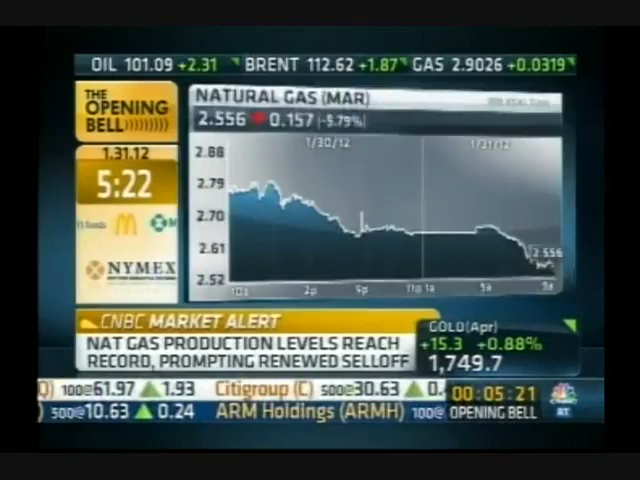 OIL 101.09 +2.31 BRENT 112.62 +1.87 GAS 2.9026 +0.0319
THE
OPENING
BELL
1.31.12
5:22
NYMEX
NATURAL GAS (MAR)
2.556 0.157 (-5.79%)
1/30/12
2.88
2.79
2.70
2.61
2.52
2.556
10a 2p 6p 11p 1a 5a 9a
CNBC MARKET ALERT
NAT GAS PRODUCTION LEVELS REACH
RECORD, PROMPTING RENEWED SELLOFF
GOLD(Apr)
+15.3 +0.88%
1,749.7
100@61.97 1.93 Citigroup (C) 500@30.63 0.
500@10.63 0.24 ARM Holdings (ARMH) 100@
00:05:21
OPENING BELL
RT